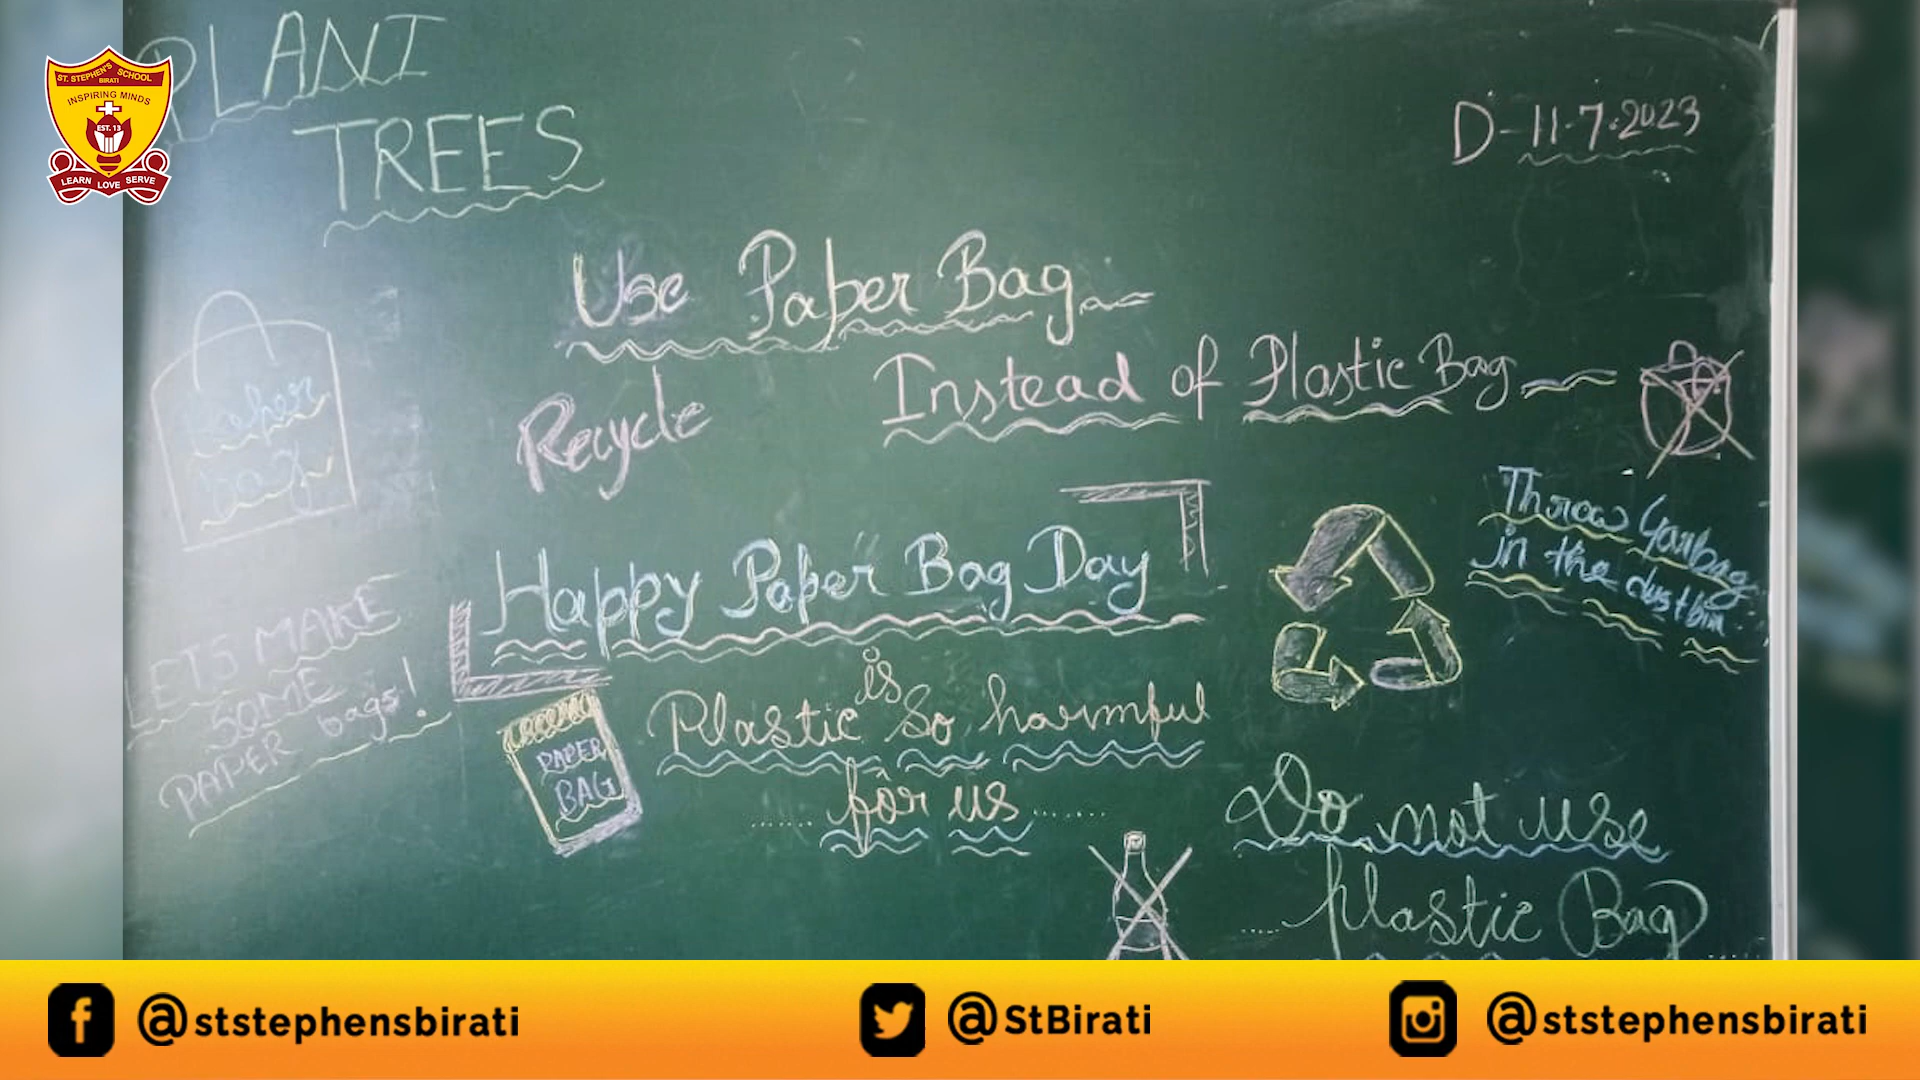 ST. STEPHEN'S SCHOOL
BIRATI
INSPIRING MINDS
EST. 13
LEARN LOVE SERVE
PLANT
TREES
D-11.7.2023
Use Paper Bag
Instead of Plastic Bag
Recycle
Paper
bag
Throw Garbage
in the dustbin
Happy Paper Bag Day
LETS MAKE
SOME
PAPER bags!
PAPER
BAG
Plastic is so harmful
for us
Do not use
Plastic Bag
@ststephensbirati
@StBirati
@ststephensbirati